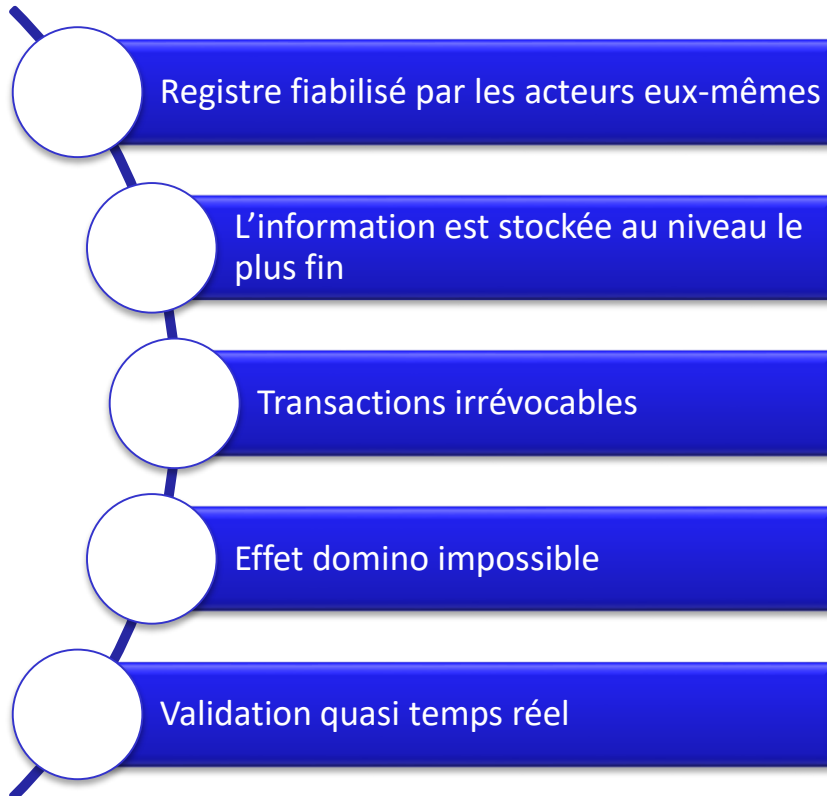 Registre fiabilisé par les acteurs eux-mêmes
L’information est stockée au niveau le
plus fin
Transactions irrévocables
Effet domino impossible
Validation quasi temps réel